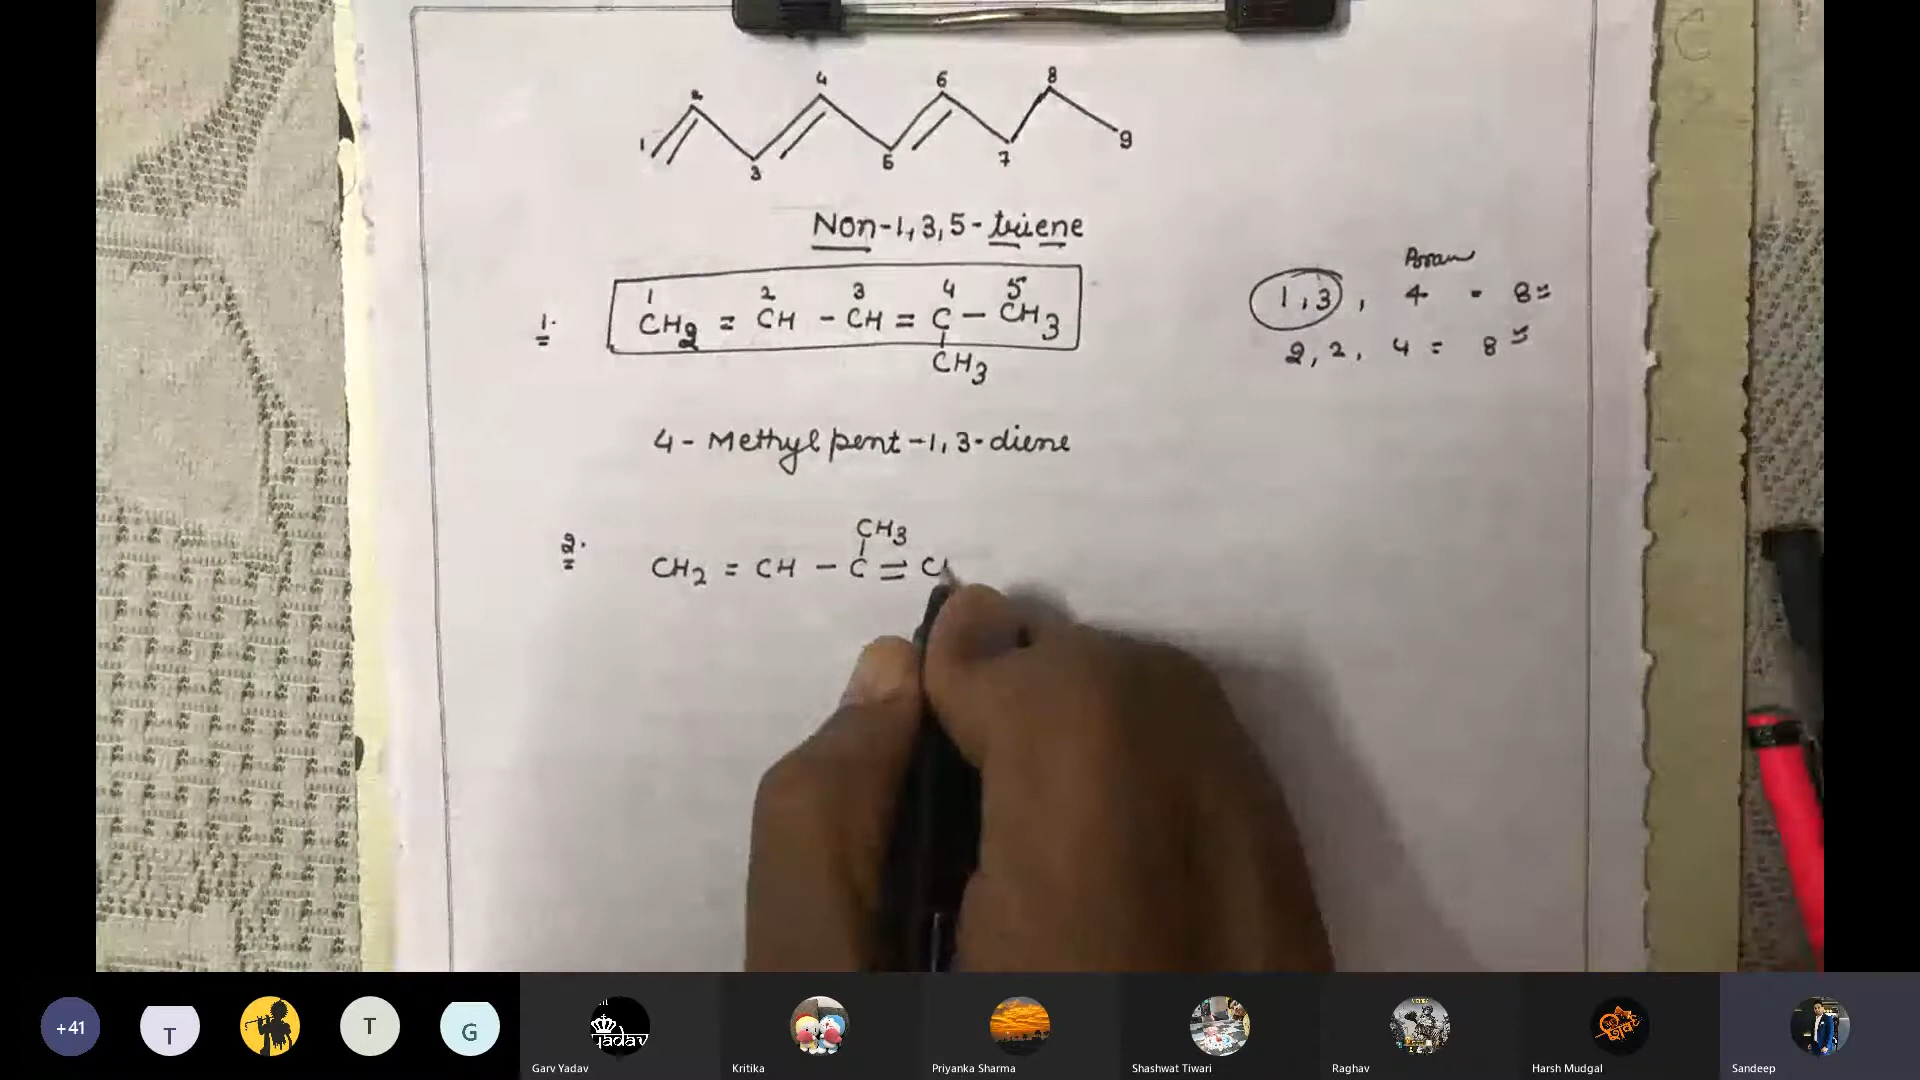 1 2 3 4 5 6 7 8 9
Non-1,3,5-triene
1. CH2 = CH - CH = C - CH3
1 2 3 4 5
CH3
1,3, 4 = 8
2,2, 4 = 8
4-Methyl pent-1,3-diene
CH3
2. CH2 = CH - C = C
+41
T
T
G
yadav
Garv Yadav
Kritika
Priyanka Sharma
Shashwat Tiwari
Raghav
Harsh Mudgal
Sandeep